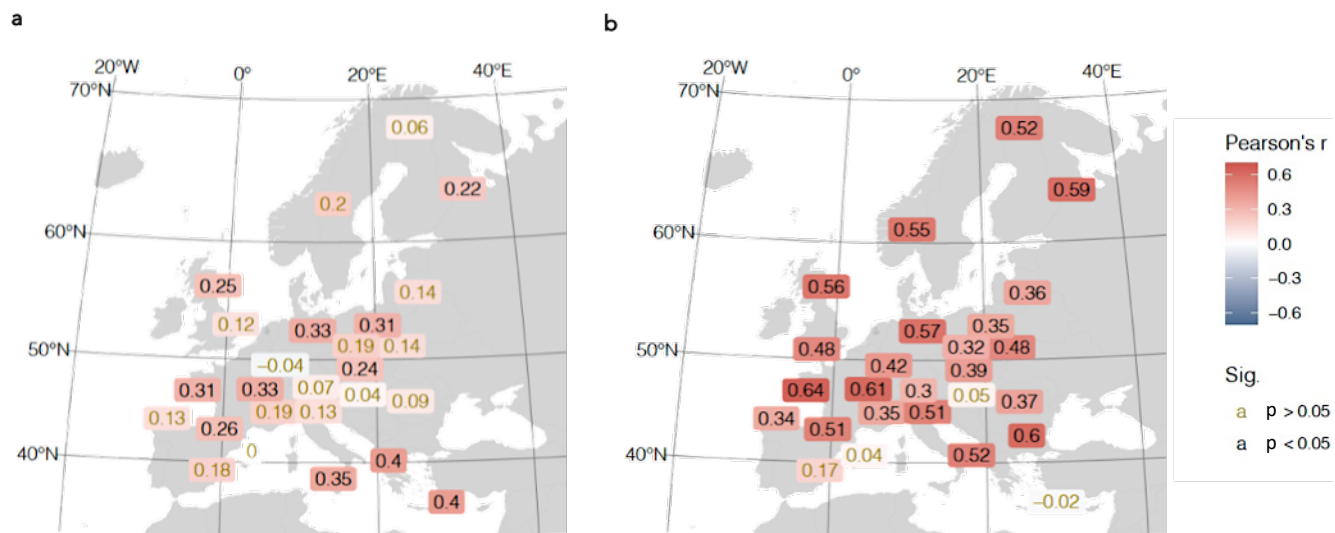 a
20°W
0°
20°E
40°E
70°N
0.06
0.22
0.2
60°N
0.25
0.14
0.12
0.33
0.31
0.19
0.14
50°N
−0.04
0.24
0.31
0.33
0.07
0.04
0.09
0.13
0.19
0.13
0.26
0
40°N
0.18
0.4
0.35
0.4
b
20°W
0°
20°E
40°E
70°N
0.52
0.59
0.55
60°N
0.56
0.36
0.57
0.35
0.48
0.32
0.48
50°N
0.42
0.39
0.64
0.61
0.3
0.05
0.37
0.34
0.35
0.51
0.51
0.6
0.04
0.52
40°N
0.17
−0.02
Pearson's r
0.6
0.3
0.0
−0.3
−0.6
Sig.
a p > 0.05
a p < 0.05